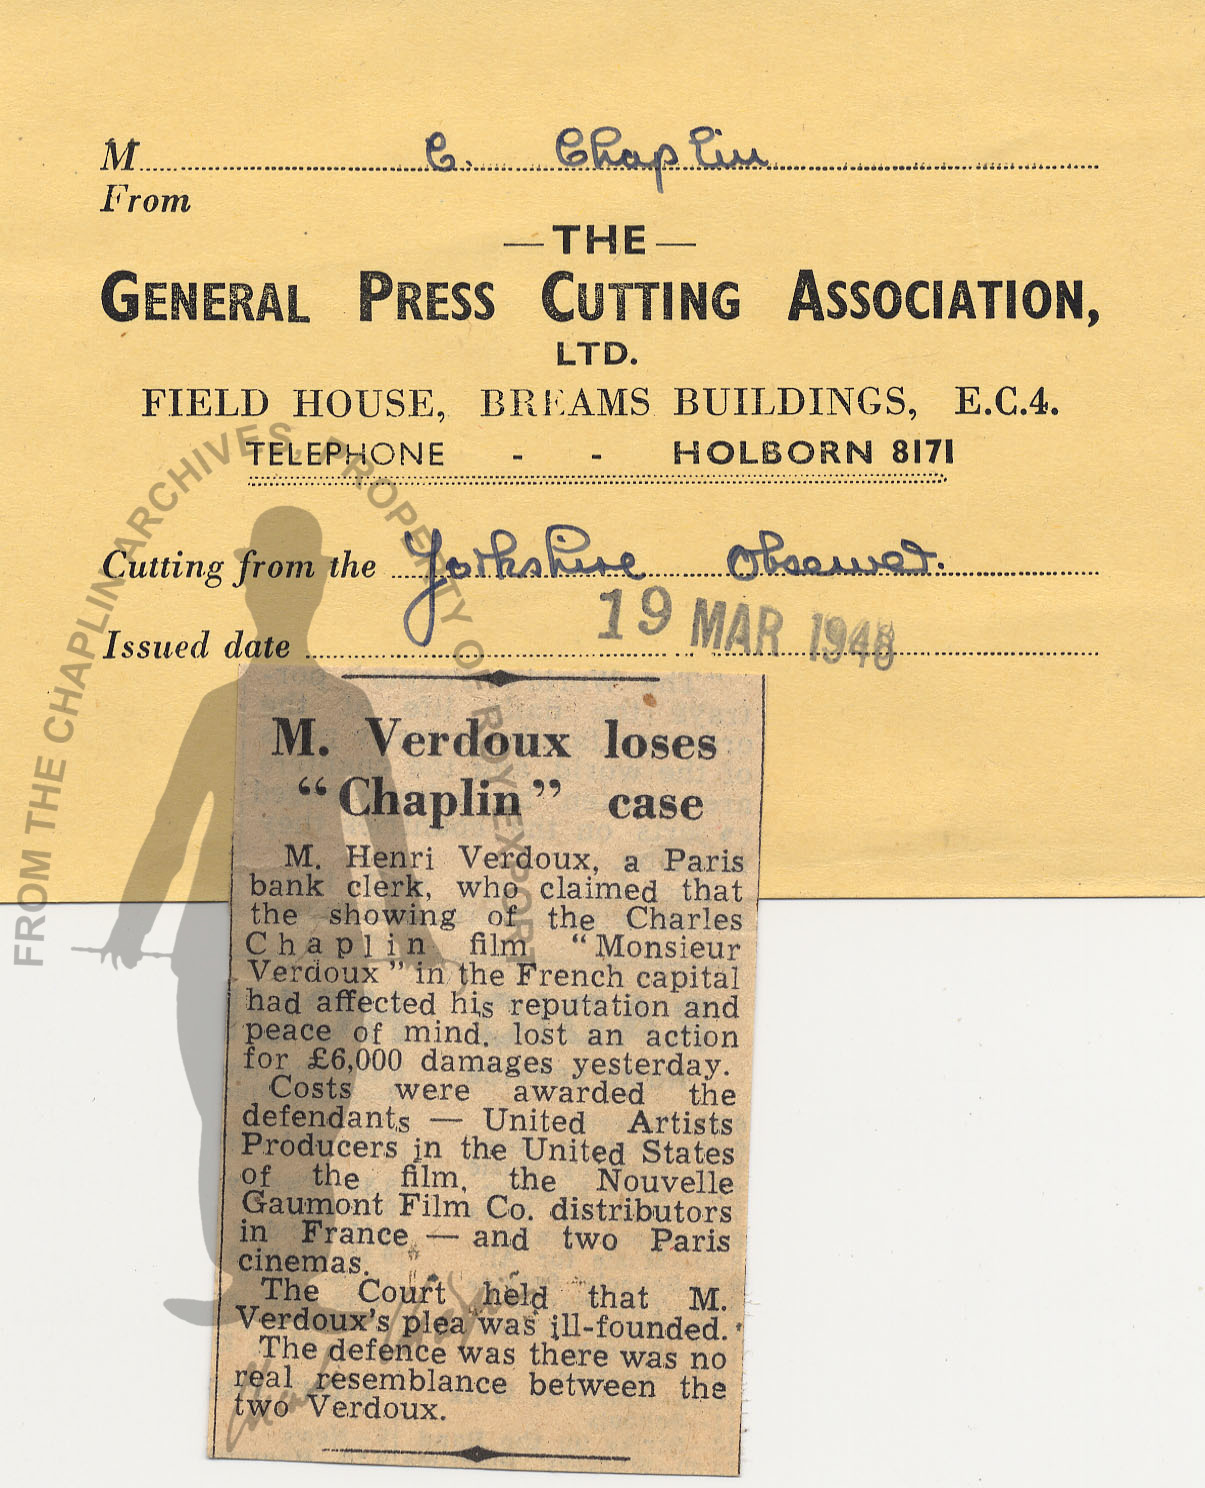 M. C. Chaplin
From
—THE—
GENERAL PRESS CUTTING ASSOCIATION,
LTD.
FIELD HOUSE, BREAMS BUILDINGS, E.C.4.
TELEPHONE - - HOLBORN 8171
Cutting from the Yorkshire Observer.
Issued date 19 MAR 1948
FROM THE CHAPLIN ARCHIVES, PROPERTY OF ROY EXPORT
M. Verdoux loses
“Chaplin” case
M. Henri Verdoux, a Paris
bank clerk, who claimed that
the showing of the Charles
Chaplin film “Monsieur
Verdoux” in the French capital
had affected his reputation and
peace of mind, lost an action
for £6,000 damages yesterday.
Costs were awarded the
defendants — United Artists
Producers in the United States
of the film, the Nouvelle
Gaumont Film Co. distributors
in France — and two Paris
cinemas.
The Court held that M.
Verdoux's plea was ill-founded.
The defence was there was no
real resemblance between the
two Verdoux.